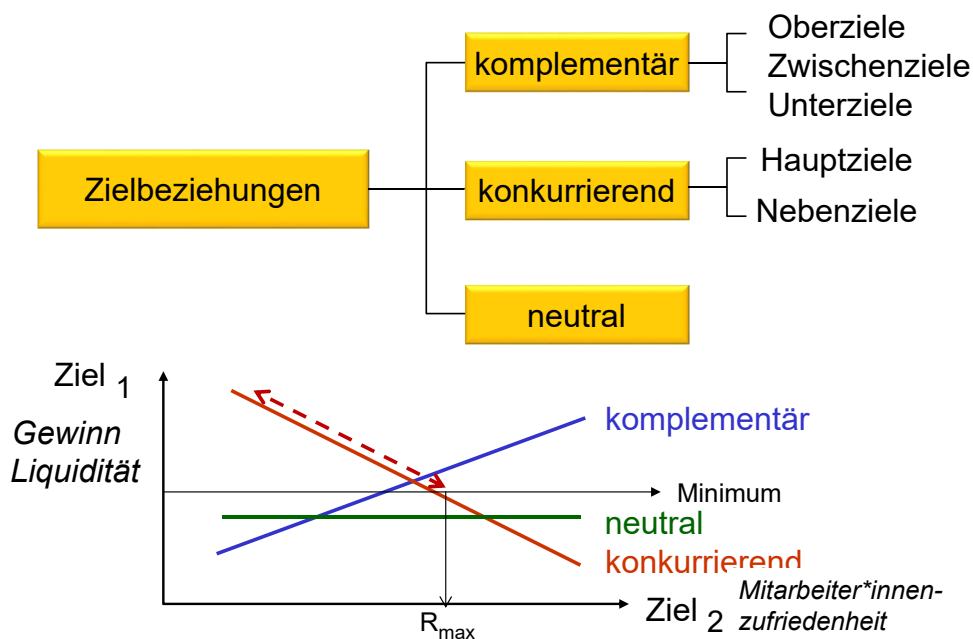 Oberziele
komplementär
Zwischenziele
Unterziele
Zielbeziehungen
konkurrierend
Hauptziele
Nebenziele
neutral
Ziel 1
Gewinn
Liquidität
komplementär
Minimum
neutral
konkurrierend
Rmax
Ziel 2
Mitarbeiter*innen-
zufriedenheit